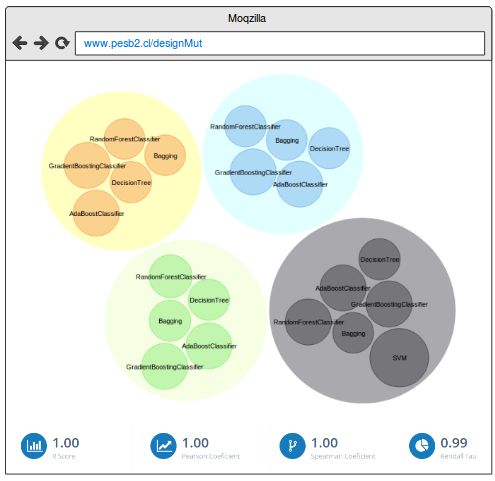 Moqzilla
www.pesb2.cl/designMut
RandomForestClassifier
Bagging
GradientBoostingClassifier
DecisionTree
AdaBoostClassifier
RandomForestClassifier
Bagging
DecisionTree
GradientBoostingClassifier
AdaBoostClassifier
RandomForestClassifier
DecisionTree
Bagging
AdaBoostClassifier
GradientBoostingClassifier
DecisionTree
AdaBoostClassifier
GradientBoostingClassifier
RandomForestClassifier
Bagging
SVM
1.00
R Score
1.00
Pearson Coeficient
1.00
Spearman Coeficient
0.99
Kendall Tau